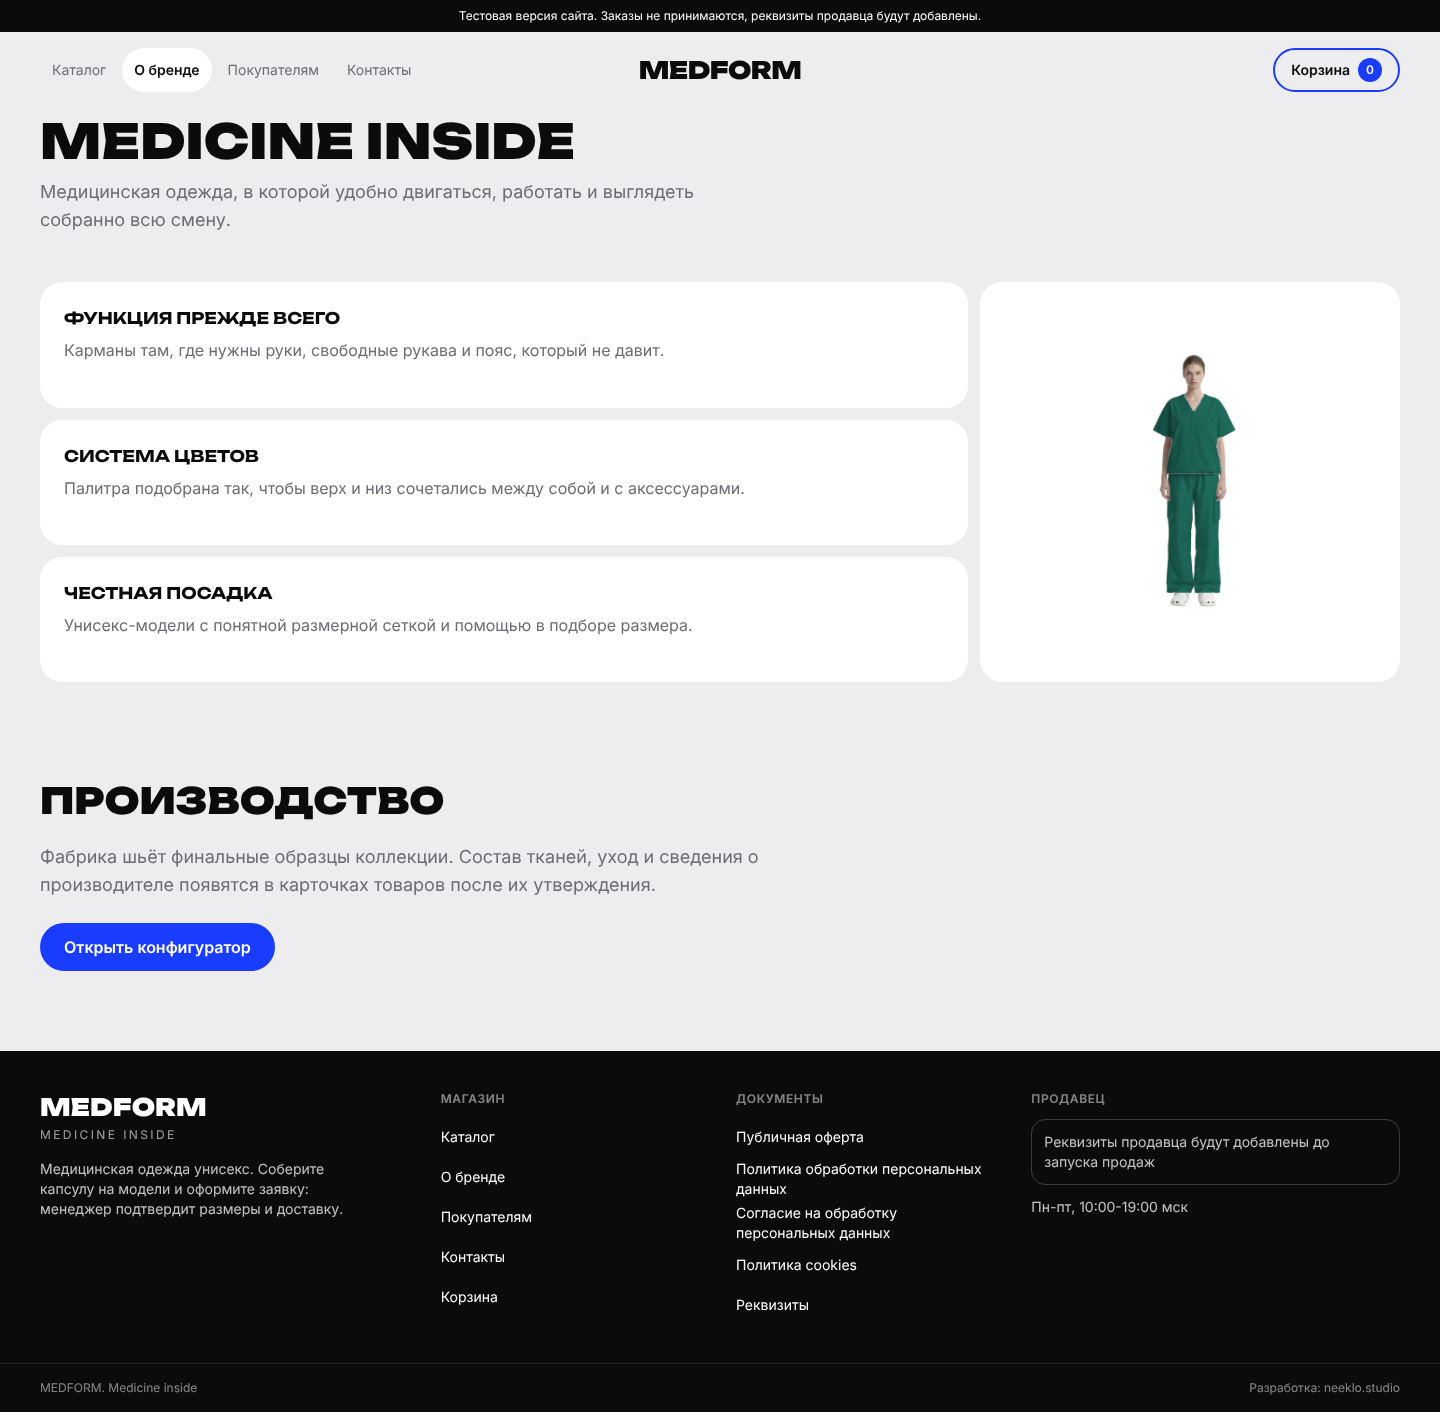 Тестовая версия сайта. Заказы не принимаются, реквизиты продавца будут добавлены.
Каталог
О бренде
Покупателям
Контакты
MEDFORM
Корзина 0
MEDICINE INSIDE
Медицинская одежда, в которой удобно двигаться, работать и выглядеть
собранно всю смену.
ФУНКЦИЯ ПРЕЖДЕ ВСЕГО
Карманы там, где нужны руки, свободные рукава и пояс, который не давит.
СИСТЕМА ЦВЕТОВ
Палитра подобрана так, чтобы верх и низ сочетались между собой и с аксессуарами.
ЧЕСТНАЯ ПОСАДКА
Унисекс-модели с понятной размерной сеткой и помощью в подборе размера.
ПРОИЗВОДСТВО
Фабрика шьёт финальные образцы коллекции. Состав тканей, уход и сведения о
производителе появятся в карточках товаров после их утверждения.
Открыть конфигуратор
MEDFORM
MEDICINE INSIDE
Медицинская одежда унисекс. Соберите
капсулу на модели и оформите заявку:
менеджер подтвердит размеры и доставку.
МАГАЗИН
Каталог
О бренде
Покупателям
Контакты
Корзина
ДОКУМЕНТЫ
Публичная оферта
Политика обработки персональных
данных
Согласие на обработку
персональных данных
Политика cookies
Реквизиты
ПРОДАВЕЦ
Реквизиты продавца будут добавлены до
запуска продаж
Пн-пт, 10:00-19:00 мск
MEDFORM. Medicine inside
Разработка: neeklo.studio